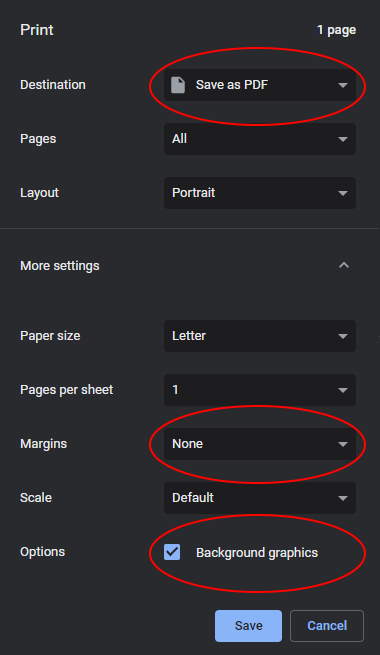 Print 1 page
Destination Save as PDF
Pages All
Layout Portrait
More settings
Paper size Letter
Pages per sheet 1
Margins None
Scale Default
Options Background graphics
Save Cancel